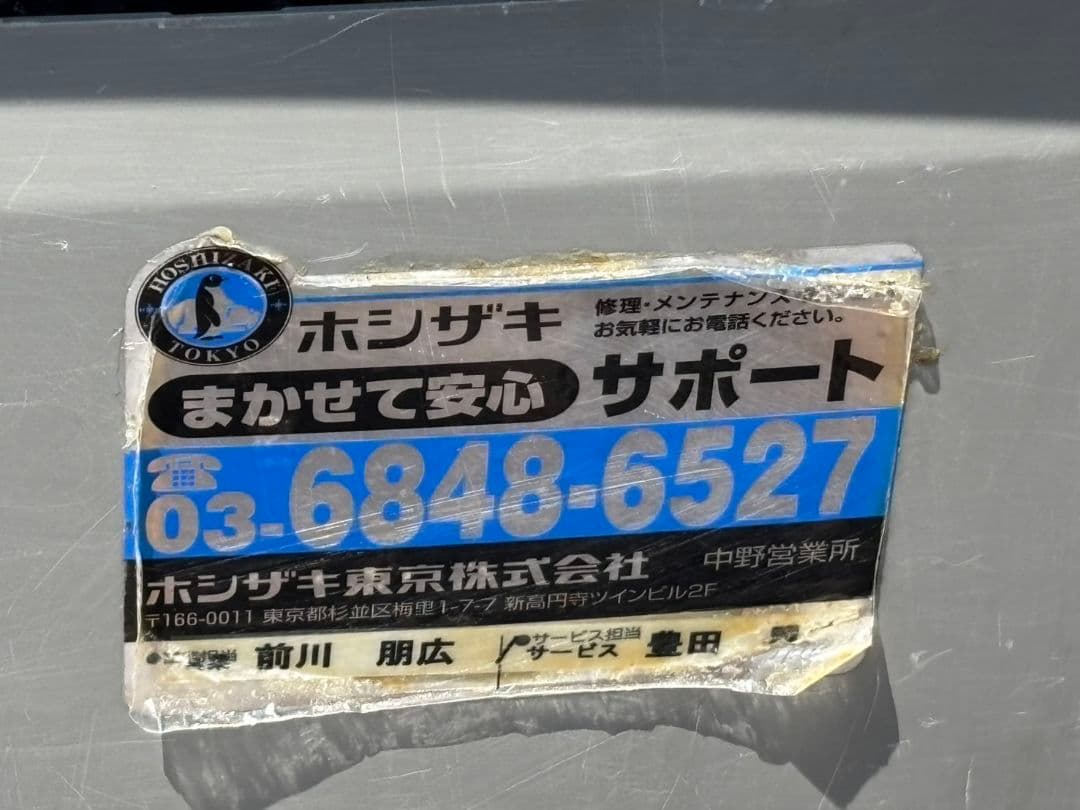 HOSHIZAKI TOKYO
ホシザキ
修理・メンテナンス
お気軽にお電話ください。
まかせて安心 サポート
☎03-6848-6527
ホシザキ東京株式会社 中野営業所
〒166-0011 東京都杉並区梅里1-7-7 新高円寺ツインビル2F
前川 朋広
サービス担当
サービス 豊田